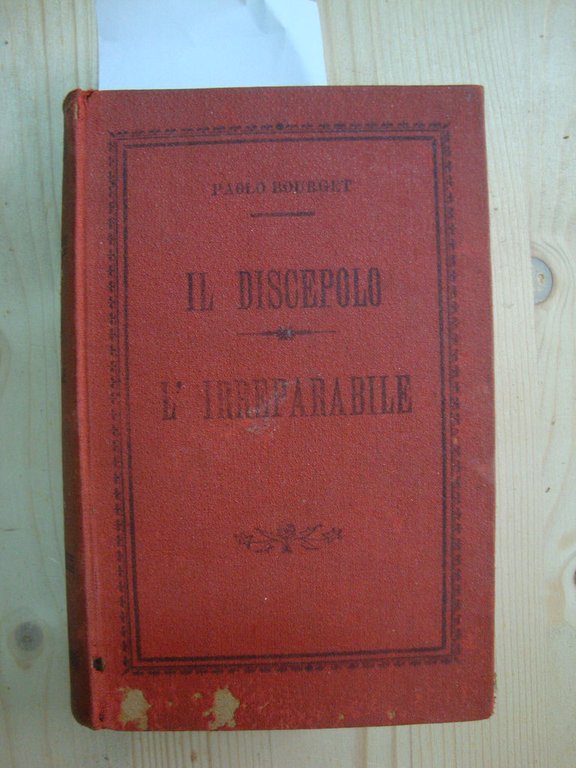 PAOLO BOURGET
IL DISCEPOLO
L' IRREPARABILE